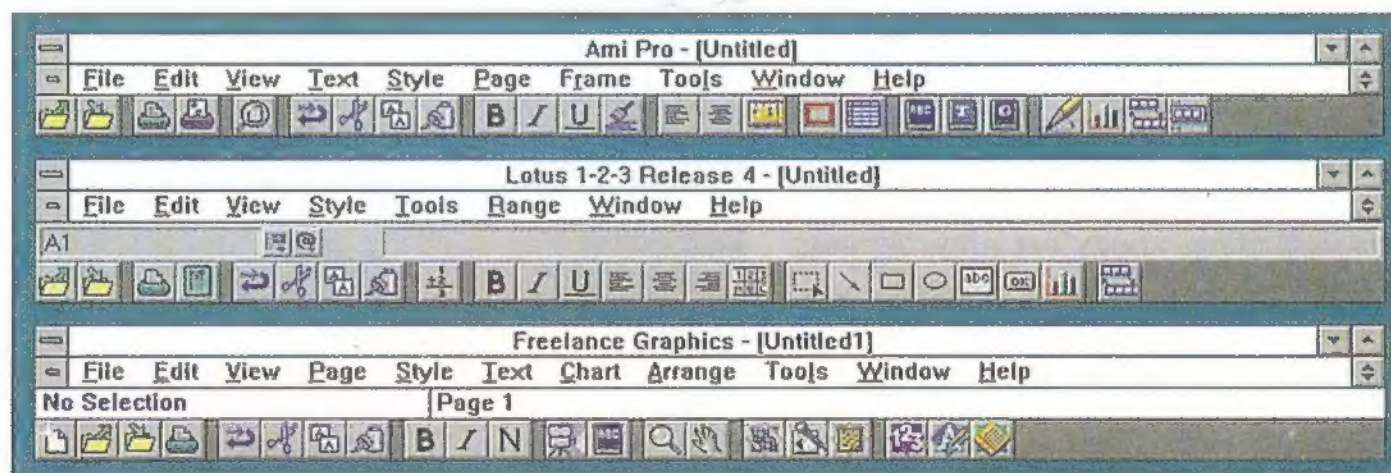 Ami Pro - [Untitled]
File Edit View Text Style Page Frame Tools Window Help
B I U
Lotus 1-2-3 Release 4 - [Untitled]
File Edit View Style Tools Range Window Help
A1 @
B I U abc OK
Freelance Graphics - [Untitled1]
File Edit View Page Style Text Chart Arrange Tools Window Help
No Selection Page 1
B I N